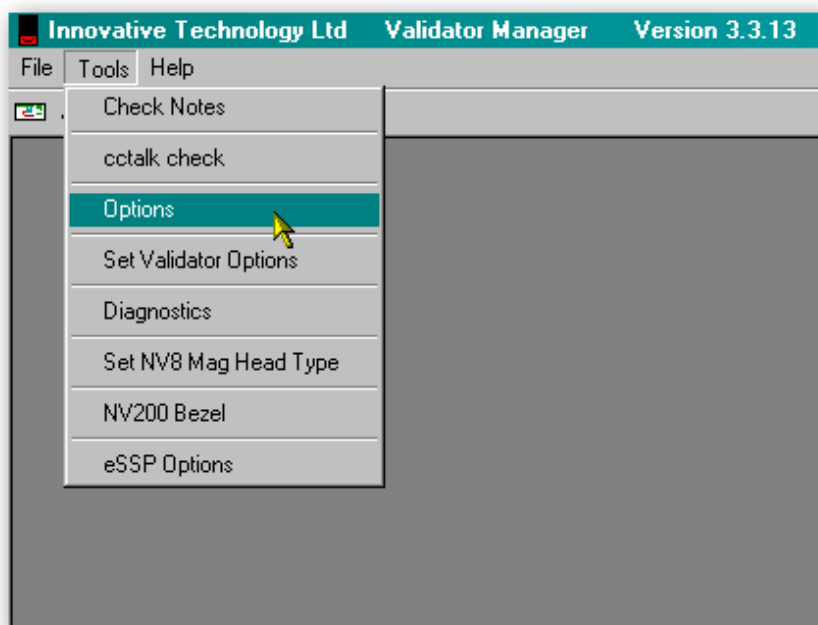 Innovative Technology Ltd Validator Manager Version 3.3.13
File Tools Help
Check Notes
cctalk check
Options
Set Validator Options
Diagnostics
Set NV8 Mag Head Type
NV200 Bezel
eSSP Options